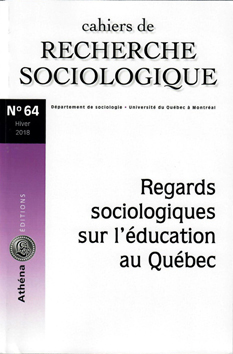 cahiers de
RECHERCHE
SOCIOLOGIQUE
No 64
Hiver
2018
Département de sociologie – Université du Québec à Montréal
Regards
sociologiques
sur l'éducation
au Québec
Athéna
ÉDITIONS